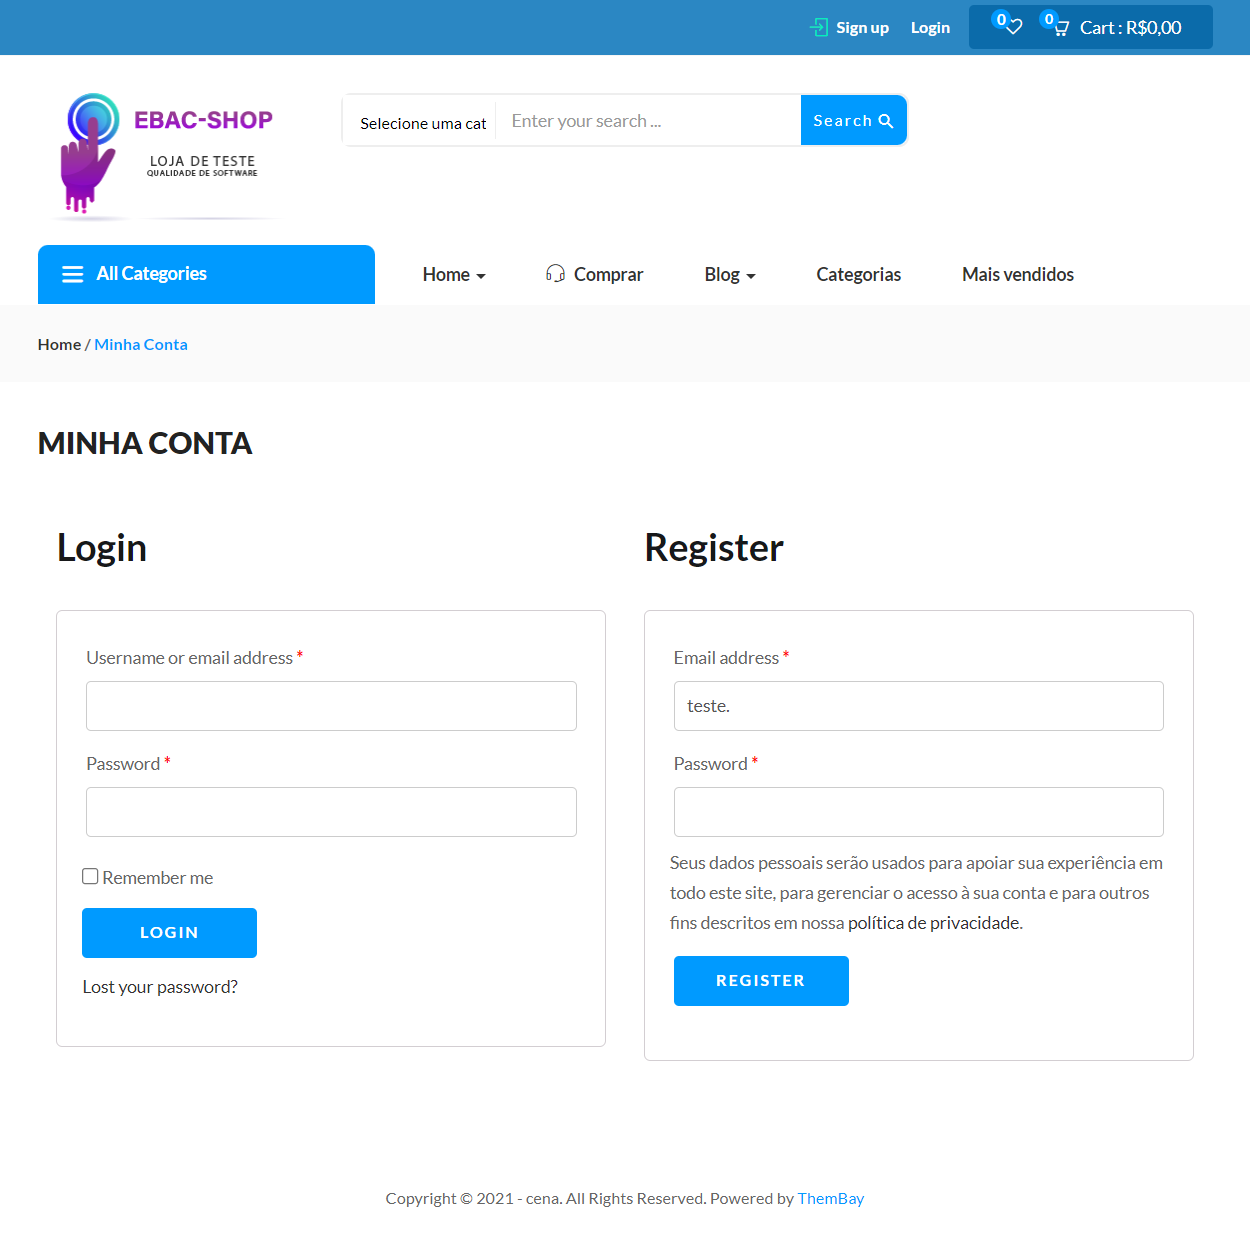 Sign up Login 0 0 Cart : R$0,00
EBAC-SHOP
LOJA DE TESTE
QUALIDADE DE SOFTWARE
Selecione uma cat Enter your search ... Search
All Categories Home Comprar Blog Categorias Mais vendidos
Home / Minha Conta
MINHA CONTA
Login
Username or email address *
Password *
Remember me
LOGIN
Lost your password?
Register
Email address *
teste.
Password *
Seus dados pessoais serão usados para apoiar sua experiência em
todo este site, para gerenciar o acesso à sua conta e para outros
fins descritos em nossa política de privacidade.
REGISTER
Copyright © 2021 - cena. All Rights Reserved. Powered by ThemBay